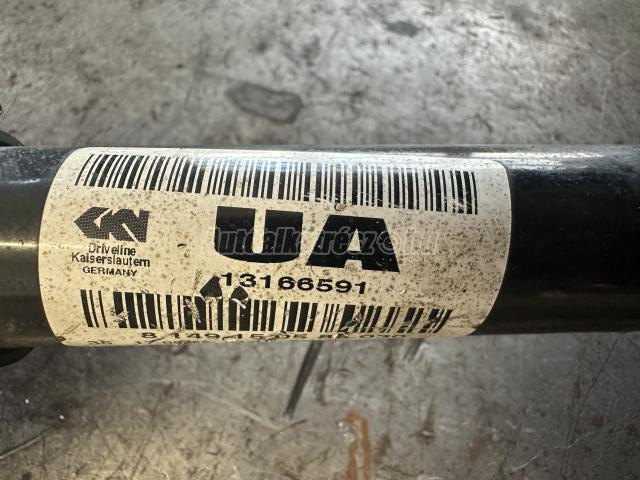 UA
GKN
Driveline
Kaiserslautern
GERMANY
13166591